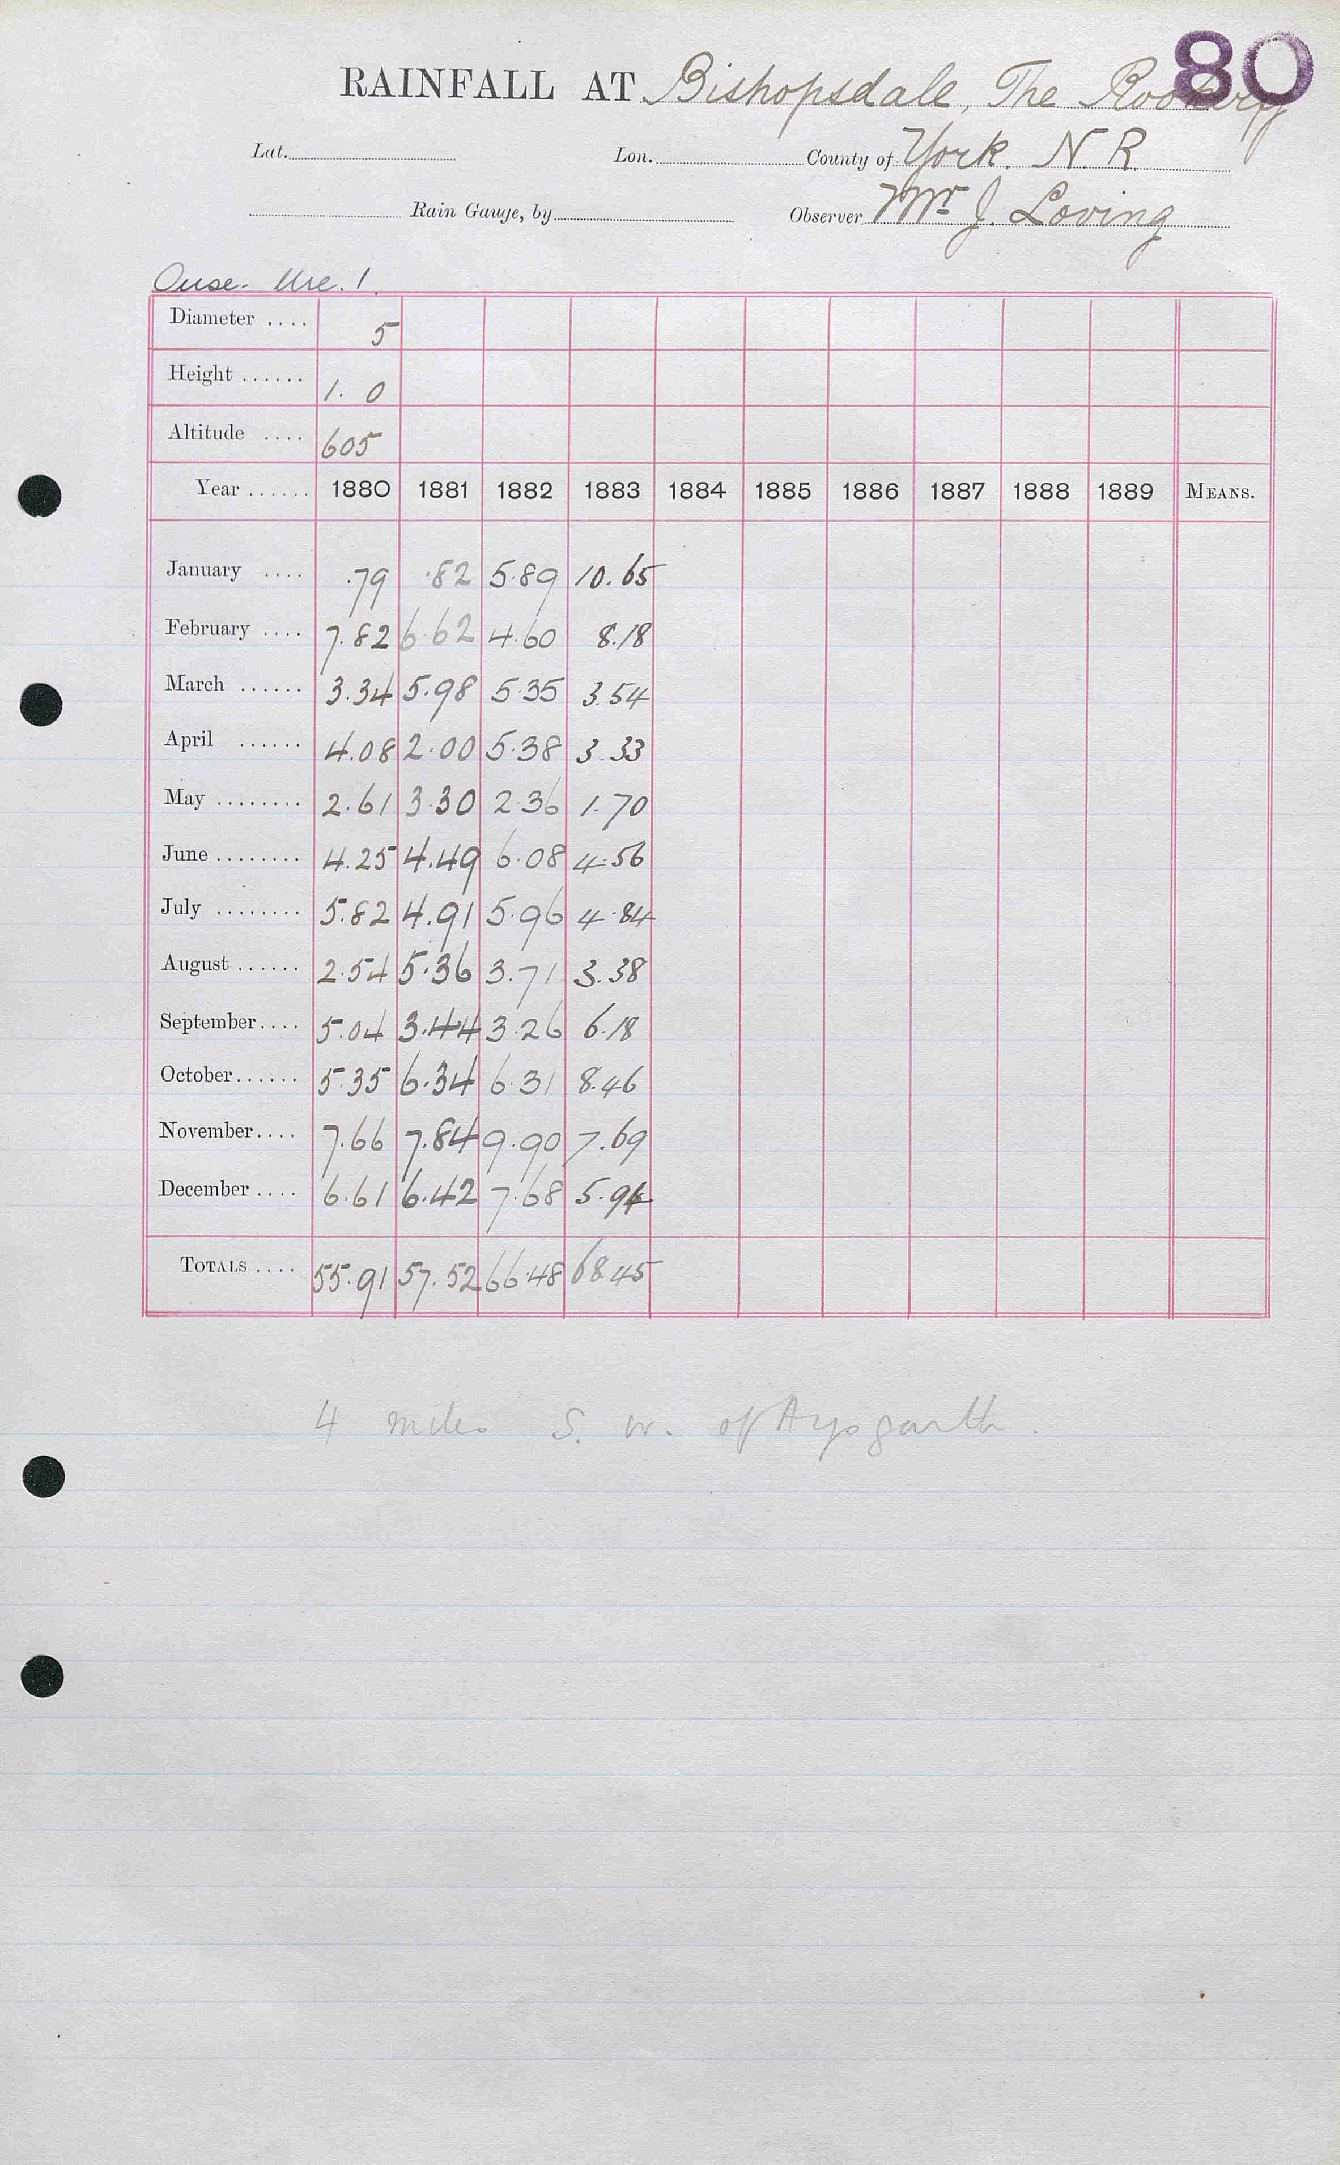 80
RAINFALL AT Bishopsdale, The Rookery
Lat. Lon. County of York. N. R.
Rain Gauge, by Observer Mr. J. Loving
Ouse. Ure. 1.
Diameter .... 5
Height ...... 1. 0
Altitude .... 605
Year ...... 1880 1881 1882 1883 1884 1885 1886 1887 1888 1889 MEANS.
January .... .79 .82 5.89 10.65
February .... 7.82 6.62 4.60 8.18
March ...... 3.34 5.98 5.35 3.54
April ...... 4.08 2.00 5.38 3.33
May ........ 2.61 3.30 2.36 1.70
June ........ 4.25 4.49 6.08 4.56
July ........ 5.82 4.91 5.96 4.84
August ...... 2.54 5.36 3.71 3.38
September.... 5.04 3.44 3.26 6.18
October...... 5.35 6.34 6.31 8.46
November.... 7.66 7.84 9.90 7.69
December .... 6.61 6.42 7.68 5.94
TOTALS .... 55.91 57.52 66.48 68.45
4 miles S. W. of Aysgarth.